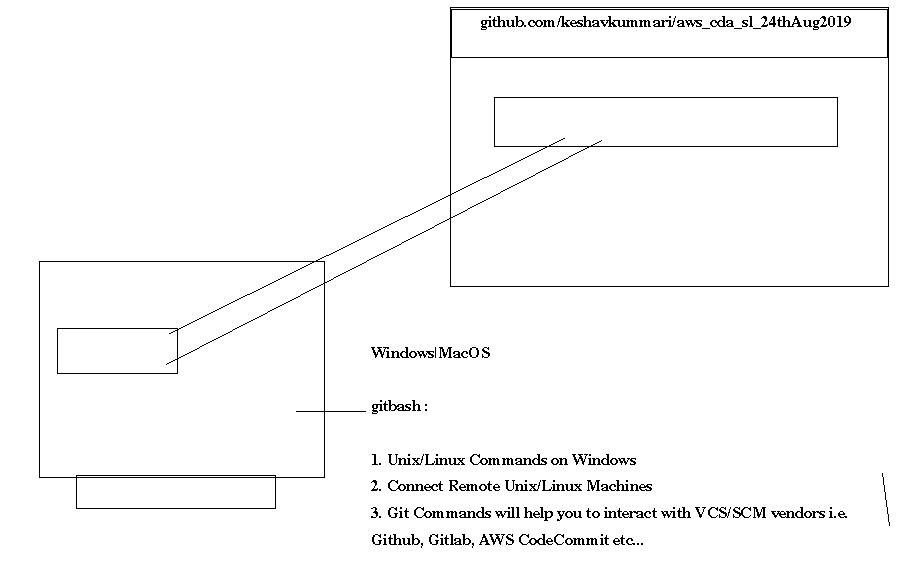 github.com/keshavkummari/aws_cda_sl_24thAug2019
Windows|MacOS
gitbash :
1. Unix/Linux Commands on Windows
2. Connect Remote Unix/Linux Machines
3. Git Commands will help you to interact with VCS/SCM vendors i.e.
Github, Gitlab, AWS CodeCommit etc...